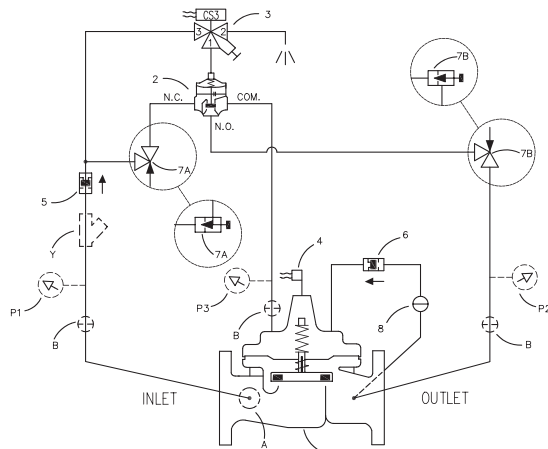 CS3
3
3
2
1
2
N.C.
COM.
N.O.
7B
7B
7A
7A
5
Y
P1
P3
4
6
8
P2
B
B
B
INLET
OUTLET
A